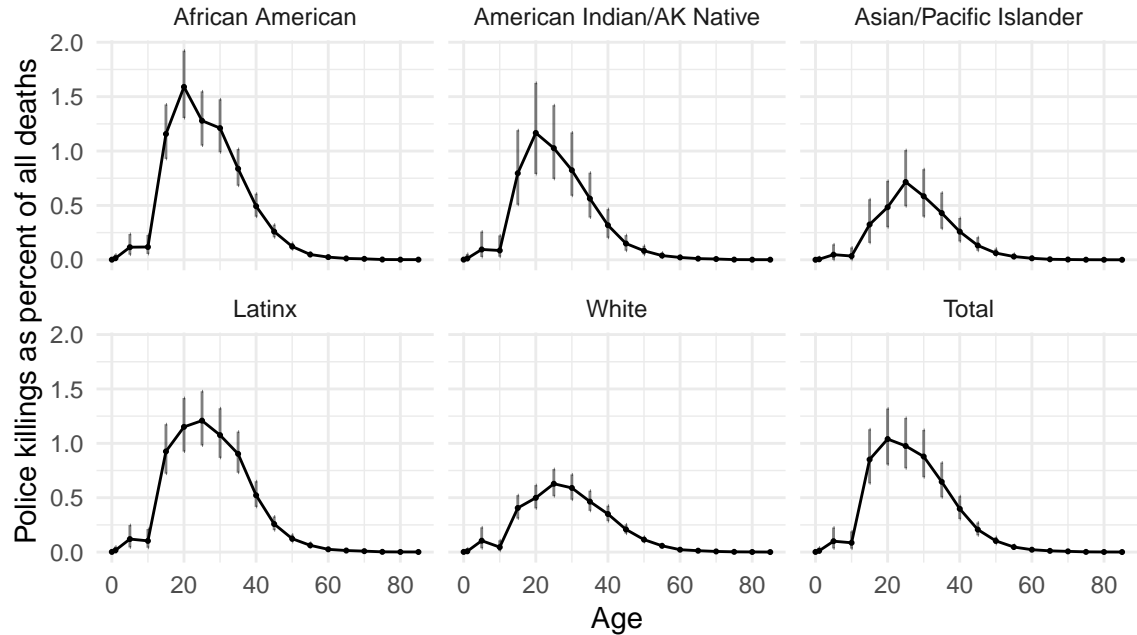 African American
American Indian/AK Native
Asian/Pacific Islander
Police killings as percent of all deaths
2.0
1.5
1.0
0.5
0.0
Latinx
White
Total
2.0
1.5
1.0
0.5
0.0
0 20 40 60 80
0 20 40 60 80
0 20 40 60 80
Age